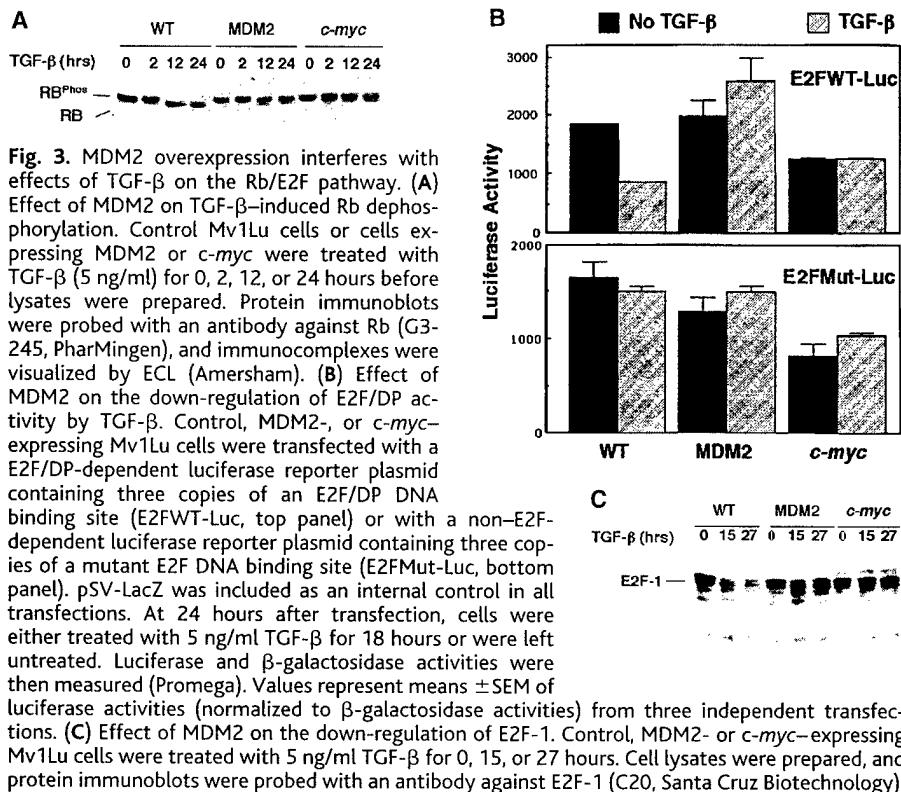 A
WT MDM2 c-myc
TGF-β (hrs) 0 2 12 24 0 2 12 24 0 2 12 24
RBPhos
RB
B
No TGF-β TGF-β
3000
2000
1000
0
E2FWT-Luc
Luciferase Activity
2000
1000
0
E2FMut-Luc
WT MDM2 c-myc
C
WT MDM2 c-myc
TGF-β (hrs) 0 15 27 0 15 27 0 15 27
E2F-1
Fig. 3. MDM2 overexpression interferes with
effects of TGF-β on the Rb/E2F pathway. (A)
Effect of MDM2 on TGF-β–induced Rb dephos-
phorylation. Control Mv1Lu cells or cells ex-
pressing MDM2 or c-myc were treated with
TGF-β (5 ng/ml) for 0, 2, 12, or 24 hours before
lysates were prepared. Protein immunoblots
were probed with an antibody against Rb (G3-
245, PharMingen), and immunocomplexes were
visualized by ECL (Amersham). (B) Effect of
MDM2 on the down-regulation of E2F/DP ac-
tivity by TGF-β. Control, MDM2-, or c-myc–
expressing Mv1Lu cells were transfected with a
E2F/DP-dependent luciferase reporter plasmid
containing three copies of an E2F/DP DNA
binding site (E2FWT-Luc, top panel) or with a non–E2F-
dependent luciferase reporter plasmid containing three cop-
ies of a mutant E2F DNA binding site (E2FMut-Luc, bottom
panel). pSV-LacZ was included as an internal control in all
transfections. At 24 hours after transfection, cells were
either treated with 5 ng/ml TGF-β for 18 hours or were left
untreated. Luciferase and β-galactosidase activities were
then measured (Promega). Values represent means ±SEM of
luciferase activities (normalized to β-galactosidase activities) from three independent transfec-
tions. (C) Effect of MDM2 on the down-regulation of E2F-1. Control, MDM2- or c-myc–expressing
Mv1Lu cells were treated with 5 ng/ml TGF-β for 0, 15, or 27 hours. Cell lysates were prepared, and
protein immunoblots were probed with an antibody against E2F-1 (C20, Santa Cruz Biotechnology)